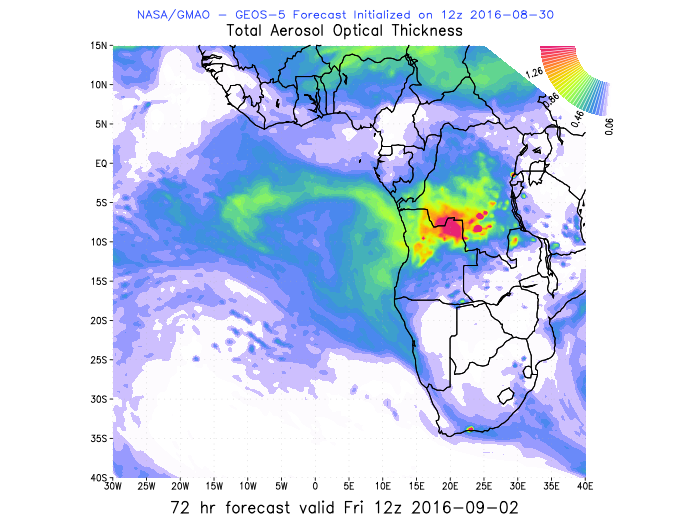 NASA/GMAO - GEOS-5 Forecast Initialized on 12z 2016-08-30
Total Aerosol Optical Thickness
1.26
0.86
0.46
0.06
15N
10N
5N
EQ
5S
10S
15S
20S
25S
30S
35S
40S
30W 25W 20W 15W 10W 5W 0 5E 10E 15E 20E 25E 30E 35E 40E
72 hr forecast valid Fri 12z 2016-09-02